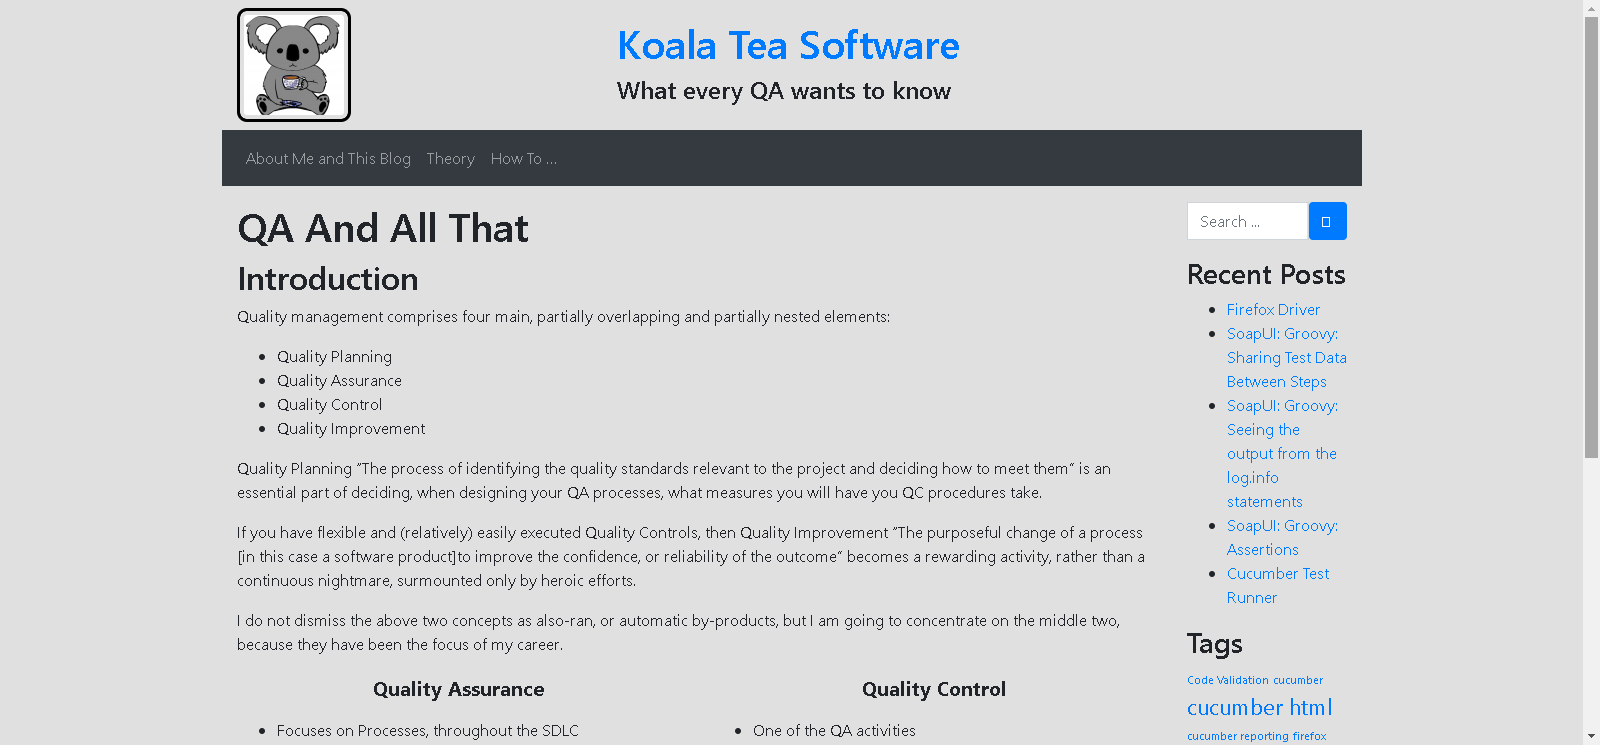 Koala Tea Software
What every QA wants to know
About Me and This Blog Theory How To ...
QA And All That
Introduction
Quality management comprises four main, partially overlapping and partially nested elements:
Quality Planning
Quality Assurance
Quality Control
Quality Improvement
Quality Planning “The process of identifying the quality standards relevant to the project and deciding how to meet them” is an
essential part of deciding, when designing your QA processes, what measures you will have you QC procedures take.
If you have flexible and (relatively) easily executed Quality Controls, then Quality Improvement “The purposeful change of a process
[in this case a software product]to improve the confidence, or reliability of the outcome” becomes a rewarding activity, rather than a
continuous nightmare, surmounted only by heroic efforts.
I do not dismiss the above two concepts as also-ran, or automatic by-products, but I am going to concentrate on the middle two,
because they have been the focus of my career.
Quality Assurance
Focuses on Processes, throughout the SDLC
Quality Control
One of the QA activities
Search ...
Recent Posts
Firefox Driver
SoapUI: Groovy:
Sharing Test Data
Between Steps
SoapUI: Groovy:
Seeing the
output from the
log.info
statements
SoapUI: Groovy:
Assertions
Cucumber Test
Runner
Tags
Code Validation cucumber
cucumber html
cucumber reporting firefox